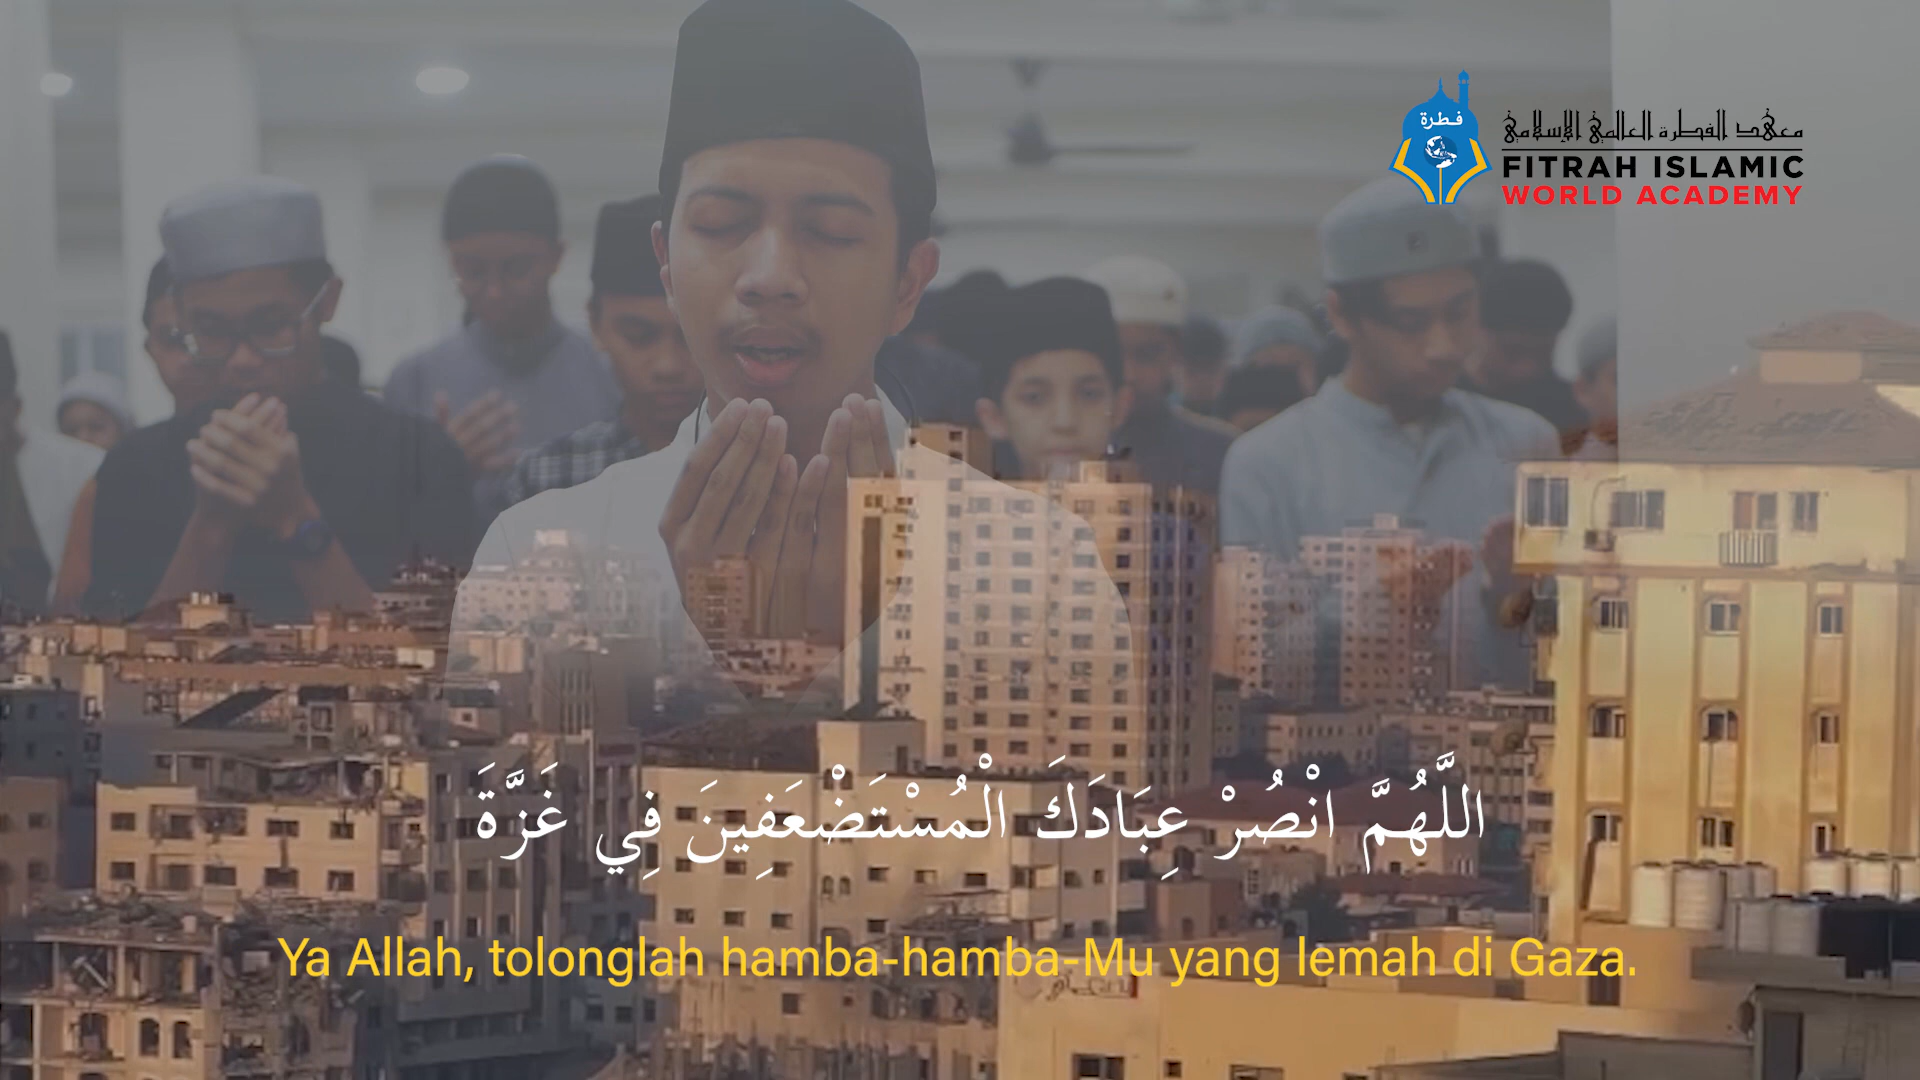 فطرة
معهد الفطرة العالمي الإسلامي
FITRAH ISLAMIC
WORLD ACADEMY
اللَّهُمَّ انْصُرْ عِبَادَكَ الْمُسْتَضْعَفِينَ فِي غَزَّةَ
Ya Allah, tolonglah hamba-hamba-Mu yang lemah di Gaza.